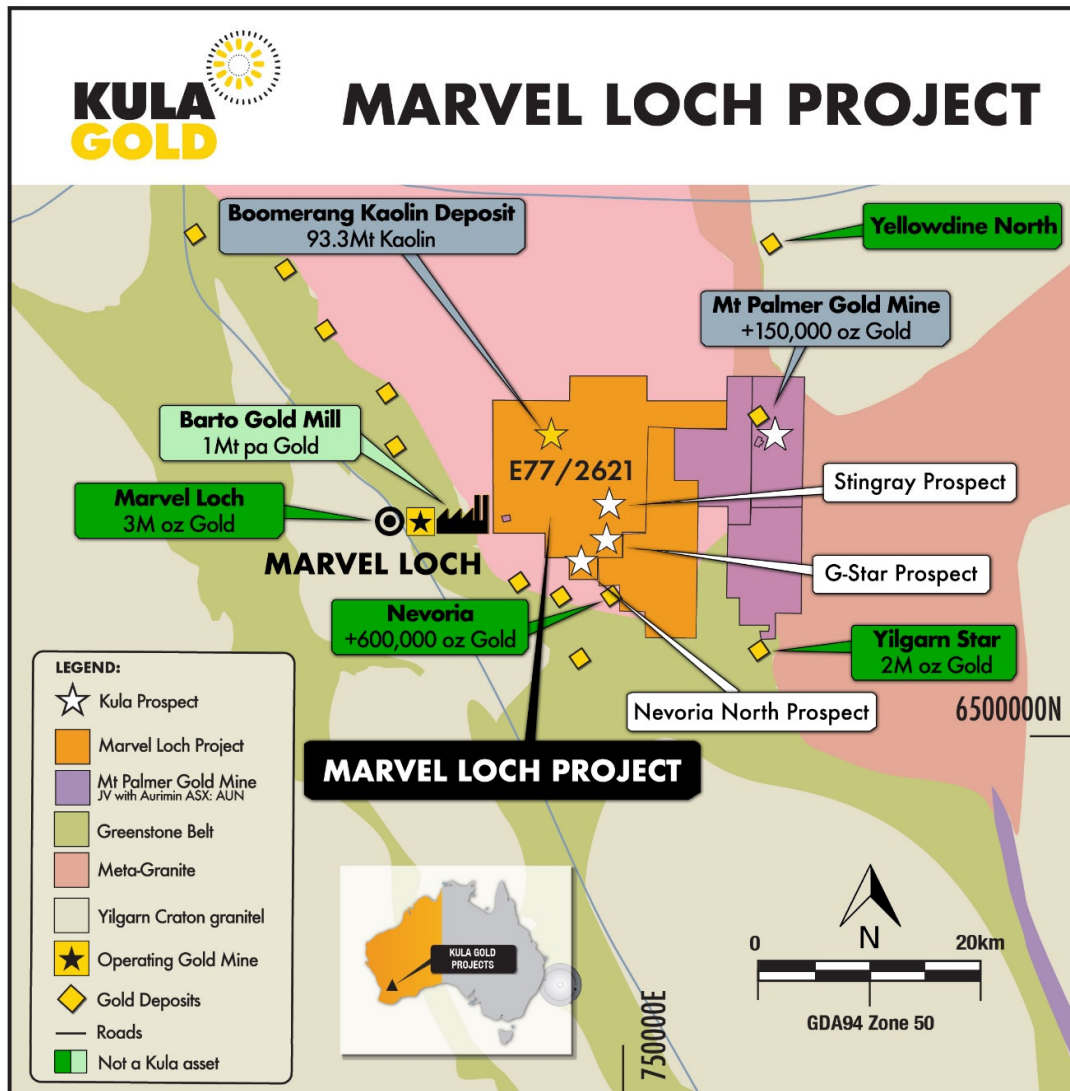 KULA
GOLD
MARVEL LOCH PROJECT
Boomerang Kaolin Deposit
93.3Mt Kaolin
Yellowdine North
Mt Palmer Gold Mine
+150,000 oz Gold
Barto Gold Mill
1Mt pa Gold
E77/2621
Stingray Prospect
Marvel Loch
3M oz Gold
MARVEL LOCH
G-Star Prospect
Nevoria
+600,000 oz Gold
Yilgarn Star
2M oz Gold
Nevoria North Prospect
6500000N
MARVEL LOCH PROJECT
LEGEND:
Kula Prospect
Marvel Loch Project
Mt Palmer Gold Mine
JV with Aurimin ASX: AUN
Greenstone Belt
Meta-Granite
Yilgarn Craton granitel
Operating Gold Mine
Gold Deposits
Roads
Not a Kula asset
KULA GOLD
PROJECTS
N
0 20km
GDA94 Zone 50
750000E